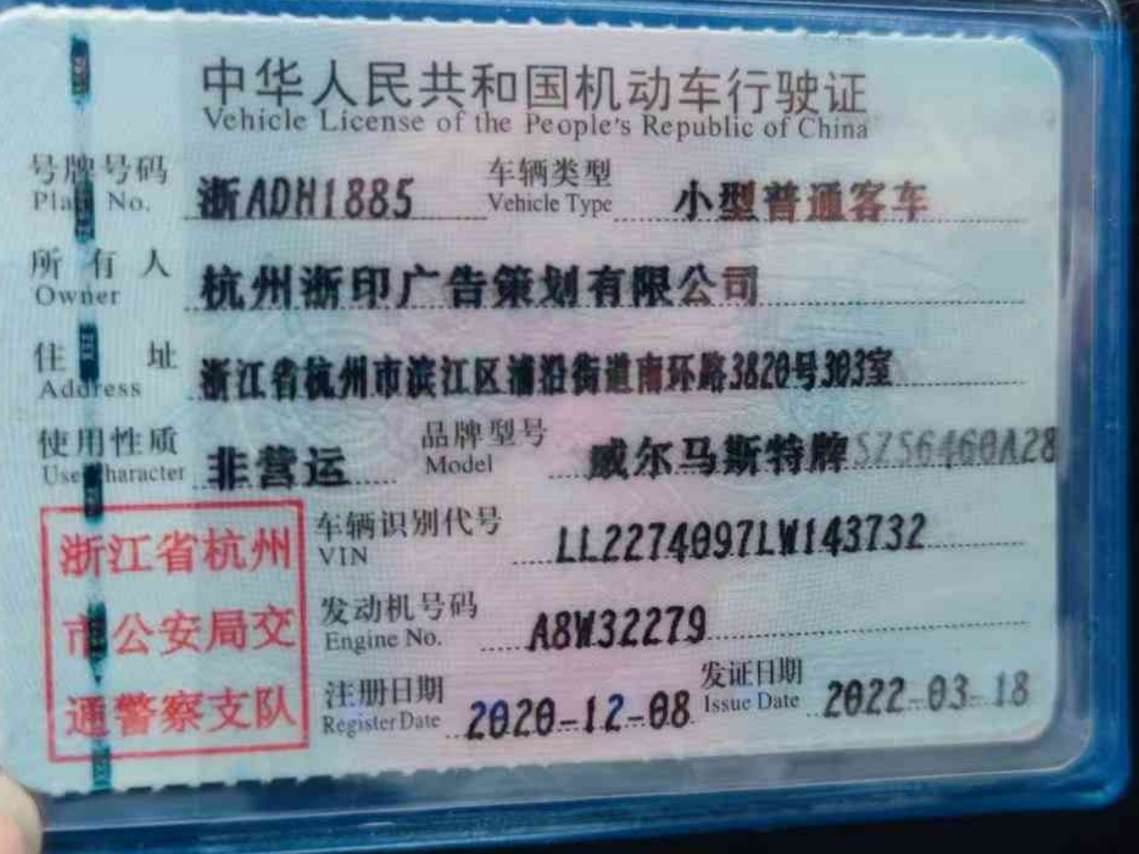 中华人民共和国机动车行驶证
Vehicle License of the People's Republic of China
号牌号码 浙ADH1885 车辆类型 小型普通客车
Plate No. Vehicle Type
所有人 杭州浙印广告策划有限公司
Owner
住址 浙江省杭州市滨江区浦沿街道南环路3820号303室
Address
使用性质 非营运 品牌型号 威尔马斯特牌SZS6460A28
Use Character Model
浙江省杭州 车辆识别代号 LL2274097LW143732
VIN
市公安局交 发动机号码 A8W32279
Engine No.
通警察支队 注册日期 2020-12-08 发证日期 2022-03-18
Register Date Issue Date